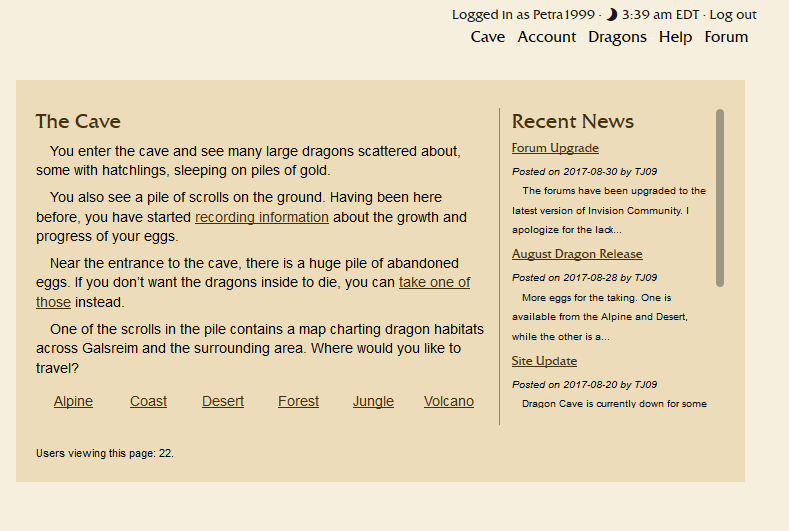 Logged in as Petra1999 · 3:39 am EDT · Log out
Cave Account Dragons Help Forum
The Cave
You enter the cave and see many large dragons scattered about,
some with hatchlings, sleeping on piles of gold.
You also see a pile of scrolls on the ground. Having been here
before, you have started recording information about the growth and
progress of your eggs.
Near the entrance to the cave, there is a huge pile of abandoned
eggs. If you don't want the dragons inside to die, you can take one of
those instead.
One of the scrolls in the pile contains a map charting dragon habitats
across Galsreim and the surrounding area. Where would you like to
travel?
Alpine Coast Desert Forest Jungle Volcano
Users viewing this page: 22.
Recent News
Forum Upgrade
Posted on 2017-08-30 by TJ09
The forums have been upgraded to the
latest version of Invision Community. I
apologize for the lack...
August Dragon Release
Posted on 2017-08-28 by TJ09
More eggs for the taking. One is
available from the Alpine and Desert,
while the other is a...
Site Update
Posted on 2017-08-20 by TJ09
Dragon Cave is currently down for some